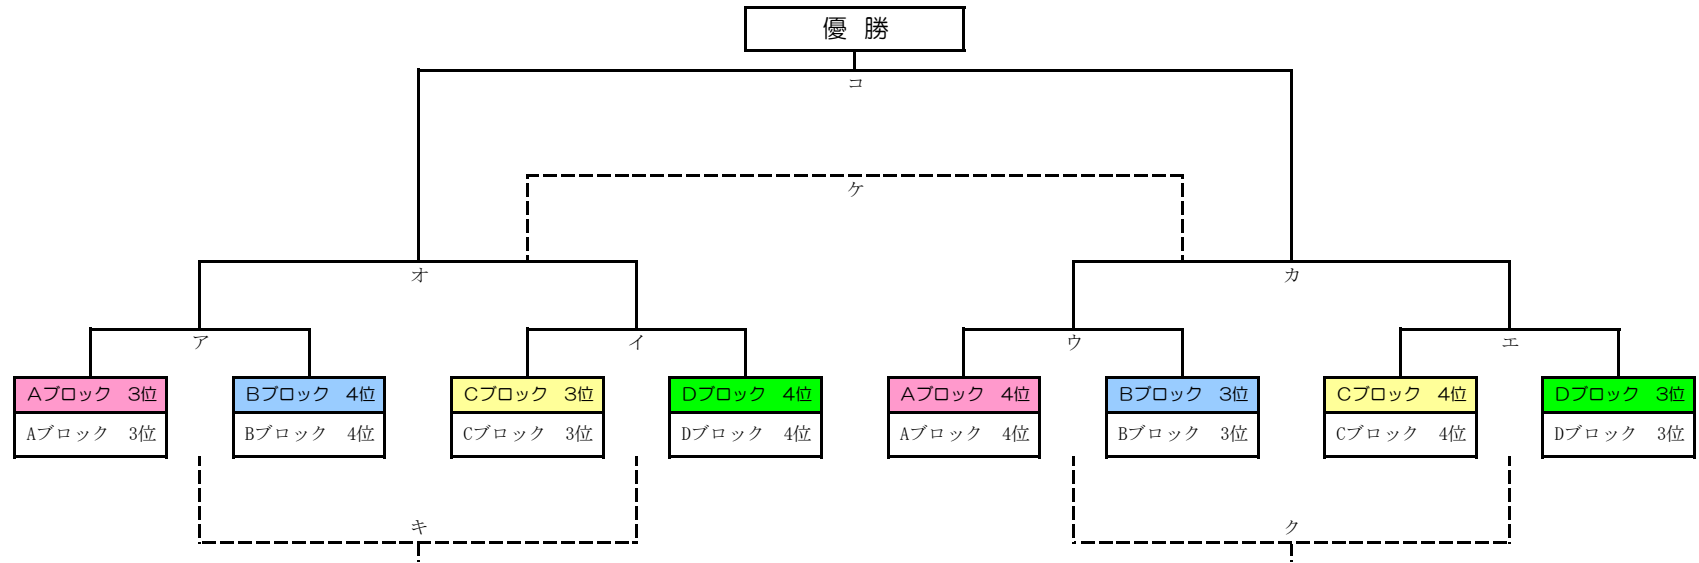 優 勝
コ
ケ
オ
カ
ア
イ
ウ
エ
Aブロック 3位
Bブロック 4位
Cブロック 3位
Dブロック 4位
Aブロック 4位
Bブロック 3位
Cブロック 4位
Dブロック 3位
Aブロック 3位
Bブロック 4位
Cブロック 3位
Dブロック 4位
Aブロック 4位
Bブロック 3位
Cブロック 4位
Dブロック 3位
キ
ク